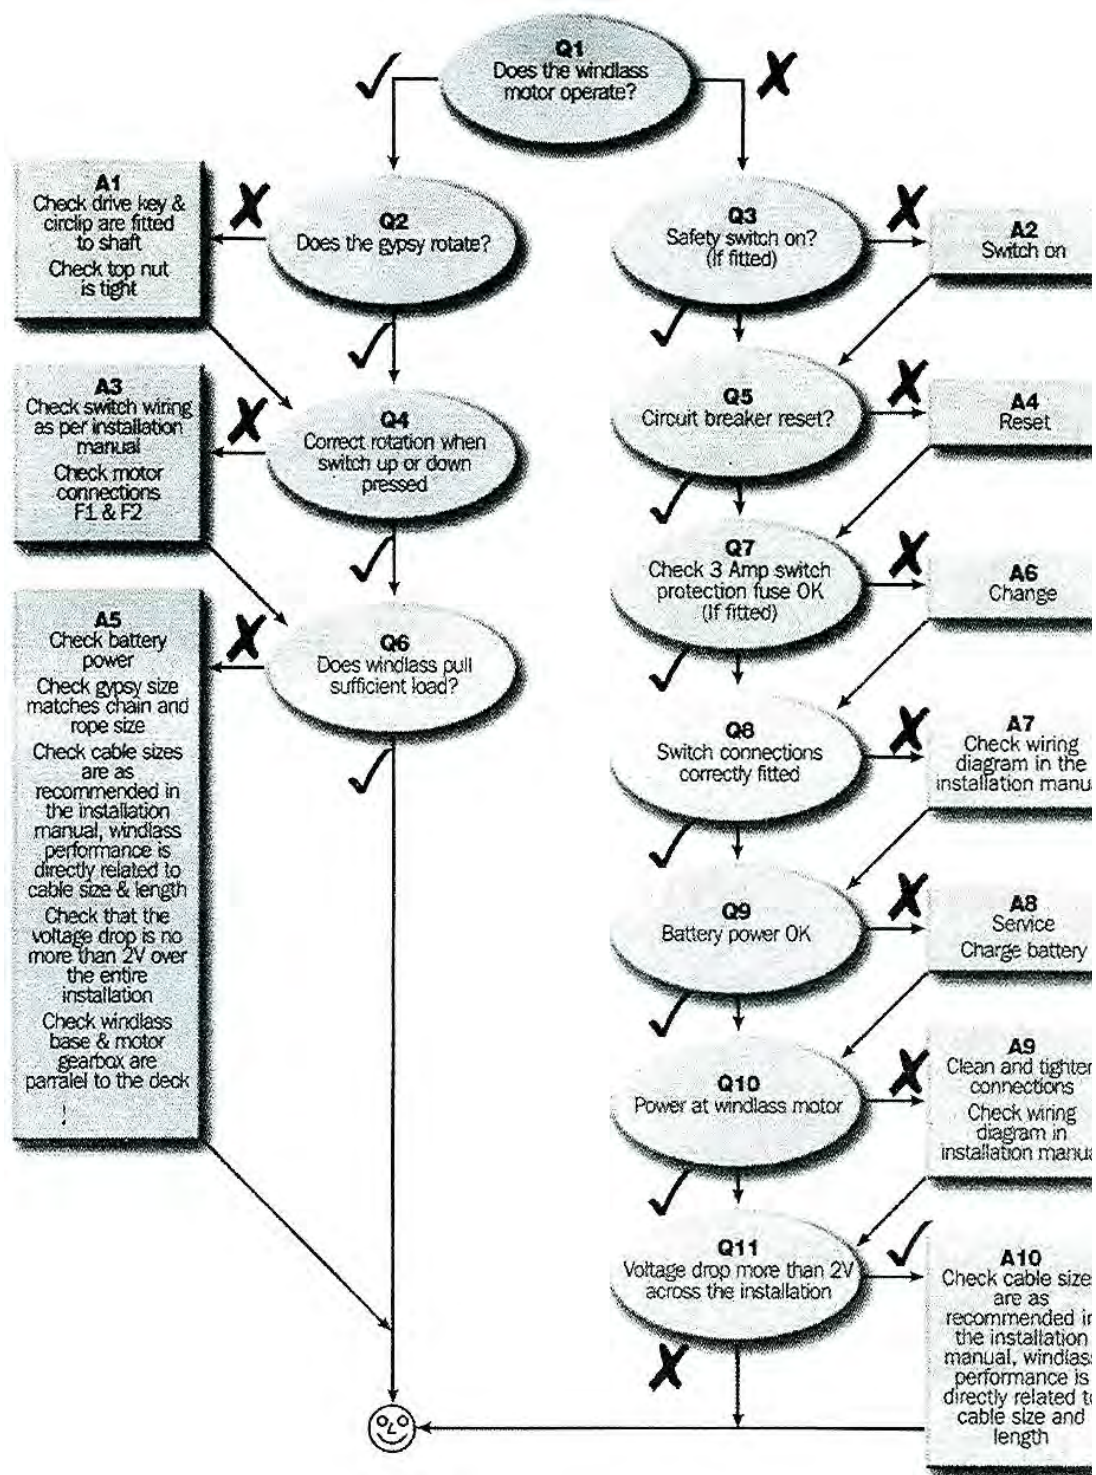 Q1
Does the windlass
motor operate?
A1
Check drive key &
circlip are fitted
to shaft
Check top nut
is tight
Q2
Does the gypsy rotate?
Q3
Safety switch on?
(If fitted)
A2
Switch on
A3
Check switch wiring
as per installation
manual
Check motor
connections
F1 & F2
Q4
Correct rotation when
switch up or down
pressed
Q5
Circuit breaker reset?
A4
Reset
Q7
Check 3 Amp switch
protection fuse OK
(If fitted)
A6
Change
A5
Check battery
power
Check gypsy size
matches chain and
rope size
Check cable sizes
are as
recommended in
the installation
manual, windlass
performance is
directly related to
cable size & length
Check that the
voltage drop is no
more than 2V over
the entire
installation
Check windlass
base & motor
gearbox are
parralel to the deck
Q6
Does windlass pull
sufficient load?
Q8
Switch connections
correctly fitted
A7
Check wiring
diagram in the
installation manu
Q9
Battery power OK
A8
Service
Charge battery
Q10
Power at windlass motor
A9
Clean and tighten
connections
Check wiring
diagram in
installation manua
Q11
Voltage drop more than 2V
across the installation
A10
Check cable size
are as
recommended in
the installation
manual, windlass
performance is
directly related to
cable size and
length